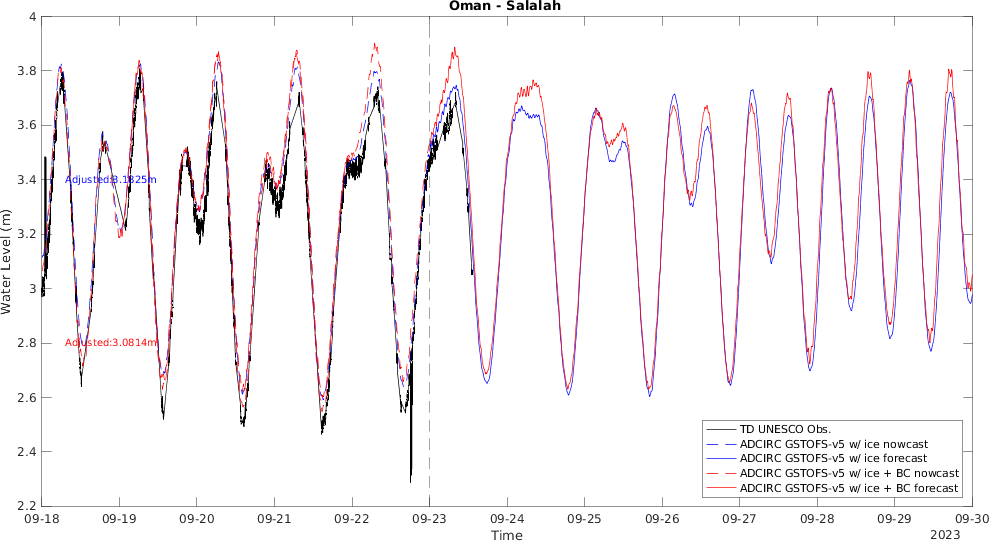 Oman - Salalah
Water Level (m)
4
3.8
3.6
3.4
3.2
3
2.8
2.6
2.4
2.2
Adjusted:3.1825m
Adjusted:3.0814m
TD UNESCO Obs.
ADCIRC GSTOFS-v5 w/ ice nowcast
ADCIRC GSTOFS-v5 w/ ice forecast
ADCIRC GSTOFS-v5 w/ ice + BC nowcast
ADCIRC GSTOFS-v5 w/ ice + BC forecast
09-18 09-19 09-20 09-21 09-22 09-23 09-24 09-25 09-26 09-27 09-28 09-29 09-30
Time
2023